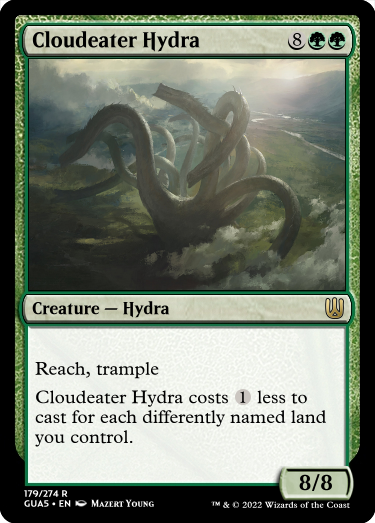 Cloudeater Hydra 8
Creature — Hydra
Reach, trample
Cloudeater Hydra costs 1 less to
cast for each differently named land
you control.
8/8
179/274 R
GUA5 • EN Mazert Young
™ & © 2022 Wizards of the Coast